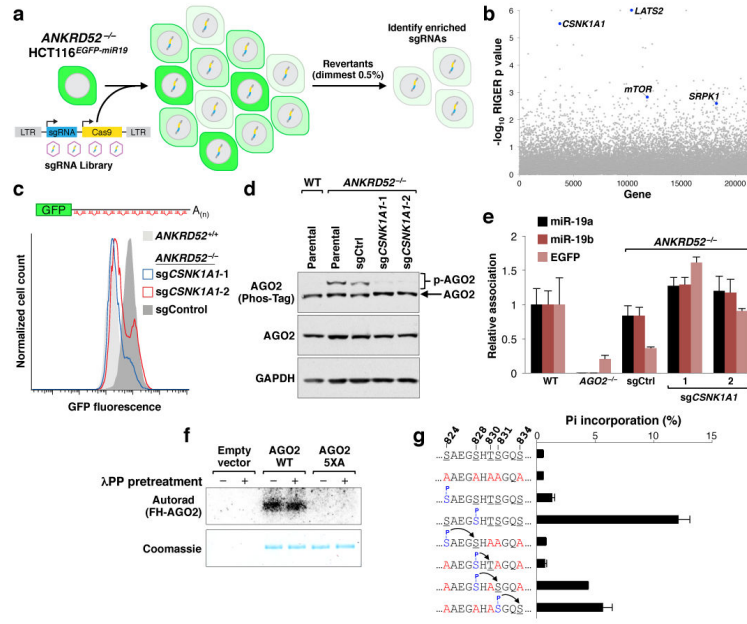 a
ANKRD52–/–
HCT116EGFP-miR19
LTR sgRNA Cas9 LTR
sgRNA Library
Revertants
(dimmest 0.5%)
Identify enriched
sgRNAs
b
-log10 RIGER p value
6
5
4
3
2
1
0
CSNK1A1
LATS2
mTOR
SRPK1
0 5000 10000 15000 20000
Gene
c
GFP A(n)
ANKRD52+/+
ANKRD52–/–
sgCSNK1A1-1
sgCSNK1A1-2
sgControl
Normalized cell count
GFP fluorescence
d
WT ANKRD52–/–
Parental Parental sgCtrl sgCSNK1A1-1 sgCSNK1A1-2
AGO2
(Phos-Tag)
p-AGO2
AGO2
AGO2
GAPDH
e
miR-19a
miR-19b
EGFP
ANKRD52–/–
Relative association
2
1.5
1
0.5
0
WT AGO2–/– sgCtrl 1 2
sgCSNK1A1
f
Empty
vector
AGO2
WT
AGO2
5XA
λPP pretreatment – + – + – +
Autorad
(FH-AGO2)
Coomassie
g
824 828 830 831 834
Pi incorporation (%)
0 5 10 15
...SAEGSHTSGQS...
...AAEGAHAAGQA...
P
...SAEGSHTSGQS...
P
...SAEGSHTSGQS...
P
...SAEGSHAAGQA...
P
...AAEGSHTAGQA...
P
...AAEGSHASGQA...
P
...AAEGAHASGQS...